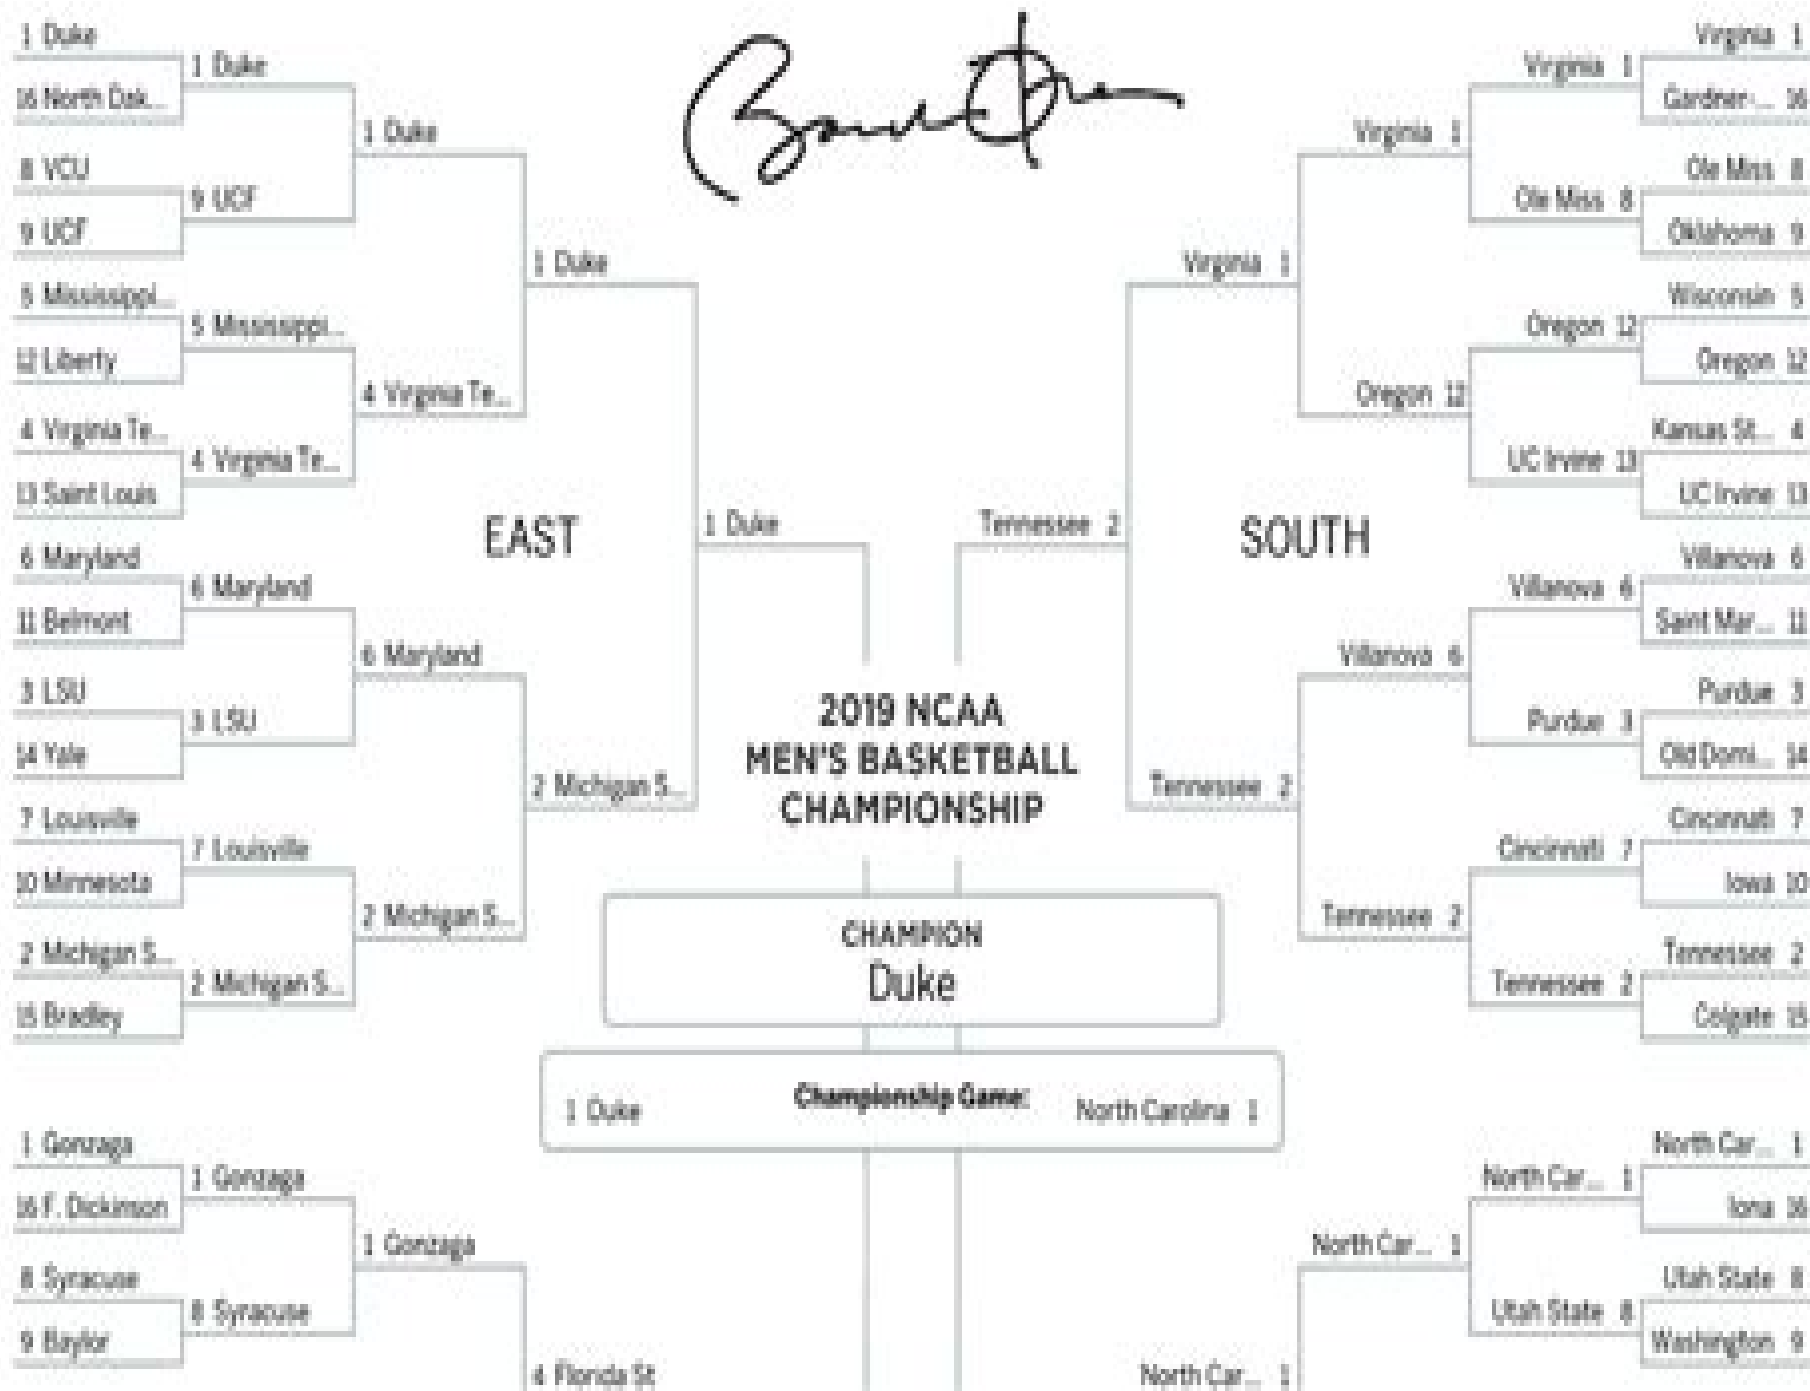 1 Duke
16 North Dak...
8 VCU
9 UCF
5 Mississippi...
12 Liberty
4 Virginia Te...
13 Saint Louis
6 Maryland
11 Belmont
3 LSU
14 Yale
7 Louisville
10 Minnesota
2 Michigan S...
15 Bradley
1 Duke
9 UCF
5 Mississippi...
4 Virginia Te...
6 Maryland
3 LSU
7 Louisville
2 Michigan S...
1 Duke
4 Virginia Te...
6 Maryland
2 Michigan S...
1 Duke
2 Michigan S...
1 Duke
EAST
Barack Obama
2019 NCAA
MEN'S BASKETBALL
CHAMPIONSHIP
CHAMPION
Duke
Championship Game:
1 Duke
North Carolina 1
Tennessee 2
SOUTH
Virginia 1
Tennessee 2
Virginia 1
Oregon 12
Villanova 6
Tennessee 2
Virginia 1
Ole Miss 8
Oregon 12
UC Irvine 13
Villanova 6
Purdue 3
Cincinnati 7
Tennessee 2
Virginia 1
Gardner-... 16
Ole Miss 8
Oklahoma 9
Wisconsin 5
Oregon 12
Kansas St... 4
UC Irvine 13
Villanova 6
Saint Mar... 11
Purdue 3
Old Domi... 14
Cincinnati 7
Iowa 10
Tennessee 2
Colgate 15
1 Gonzaga
16 F. Dickinson
8 Syracuse
9 Baylor
1 Gonzaga
8 Syracuse
1 Gonzaga
4 Florida St
North Car... 1
North Car... 1
North Car... 1
Utah State 8
North Car... 1
Iona 16
Utah State 8
Washington 9